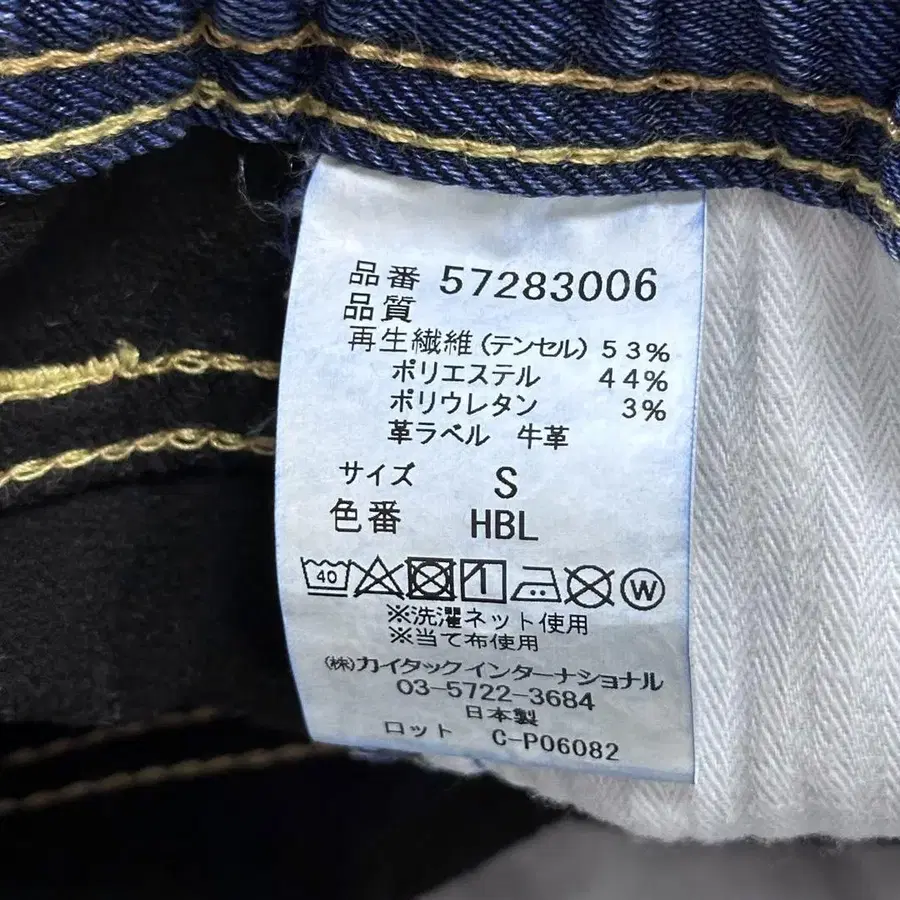 品番 57283006
品質
再生繊維(テンセル) 53%
ポリエステル 44%
ポリウレタン 3%
革ラベル 牛革
サイズ S
色番 HBL
40 W
※洗濯ネット使用
※当て布使用
(株)カイタックインターナショナル
03-5722-3684
日本製
ロット C-P06082